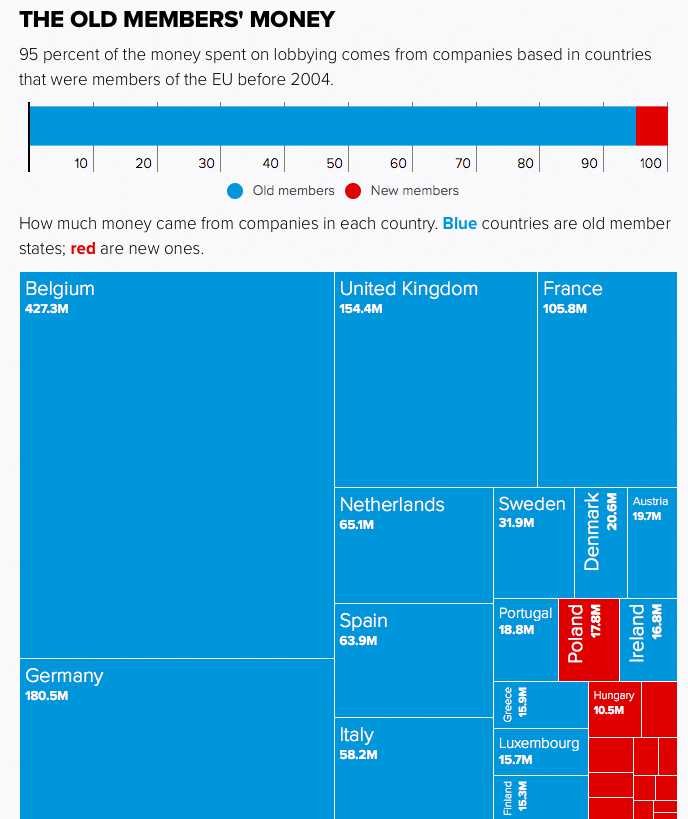 THE OLD MEMBERS' MONEY
95 percent of the money spent on lobbying comes from companies based in countries
that were members of the EU before 2004.
10 20 30 40 50 60 70 80 90 100
Old members New members
How much money came from companies in each country. Blue countries are old member
states; red are new ones.
Belgium
427.3M
United Kingdom
154.4M
France
105.8M
Netherlands
65.1M
Sweden
31.9M
Denmark
20.6M
Austria
19.7M
Spain
63.9M
Portugal
18.8M
Poland
17.8M
Ireland
16.8M
Germany
180.5M
Greece
15.9M
Hungary
10.5M
Italy
58.2M
Luxembourg
15.7M
Finland
15.3M